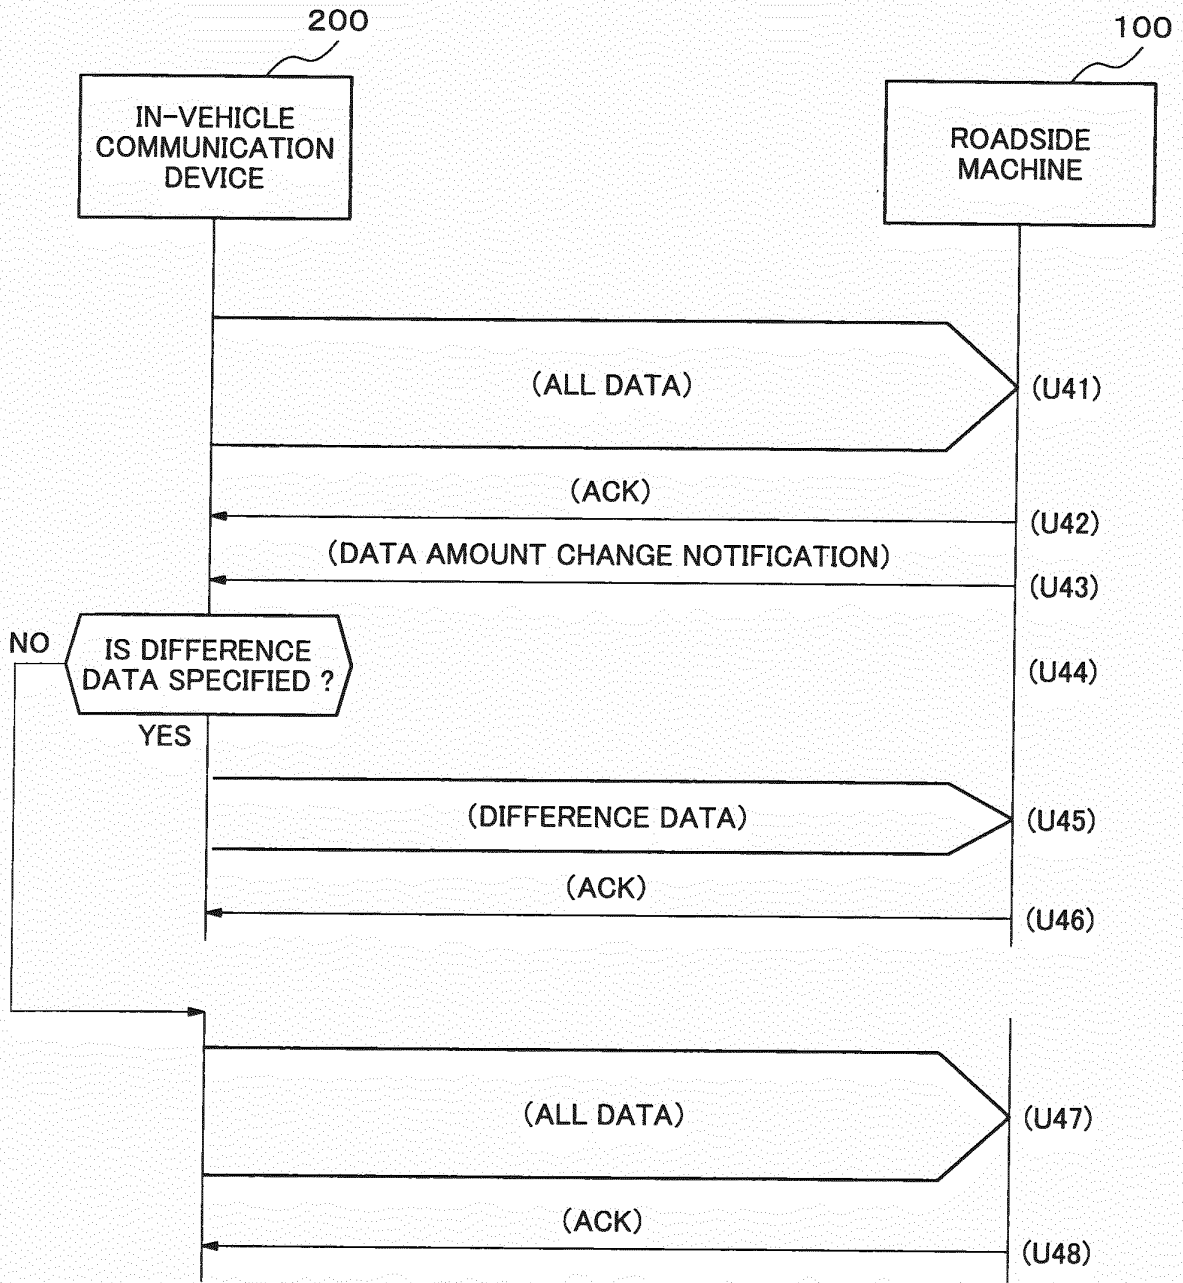 200
100
IN-VEHICLE
COMMUNICATION
DEVICE
ROADSIDE
MACHINE
(ALL DATA)
(U41)
(ACK)
(U42)
(DATA AMOUNT CHANGE NOTIFICATION)
(U43)
NO
IS DIFFERENCE
DATA SPECIFIED ?
(U44)
YES
(DIFFERENCE DATA)
(U45)
(ACK)
(U46)
(ALL DATA)
(U47)
(ACK)
(U48)